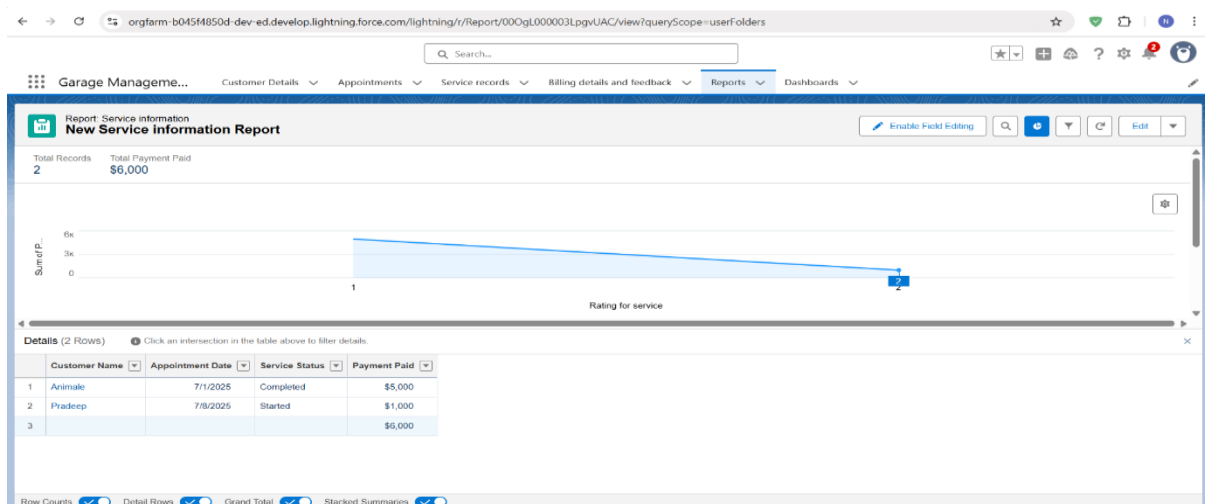 orgfarm-b045f4850d-dev-ed.develop.lightning.force.com/lightning/r/Report/00OgL000003LpgvUAC/view?queryScope=userFolders
N
Search...
2
Garage Manageme... Customer Details Appointments Service records Billing details and feedback Reports Dashboards
Report: Service information
New Service information Report
Enable Field Editing Edit
Total Records Total Payment Paid
2 $6,000
Sum of P...
6K
3K
0
1 2
2
Rating for service
Details (2 Rows) Click an intersection in the table above to filter details.
Customer Name Appointment Date Service Status Payment Paid
1 Animale 7/1/2025 Completed $5,000
2 Pradeep 7/8/2025 Started $1,000
3 $6,000
Row Counts Detail Rows Grand Total Stacked Summaries